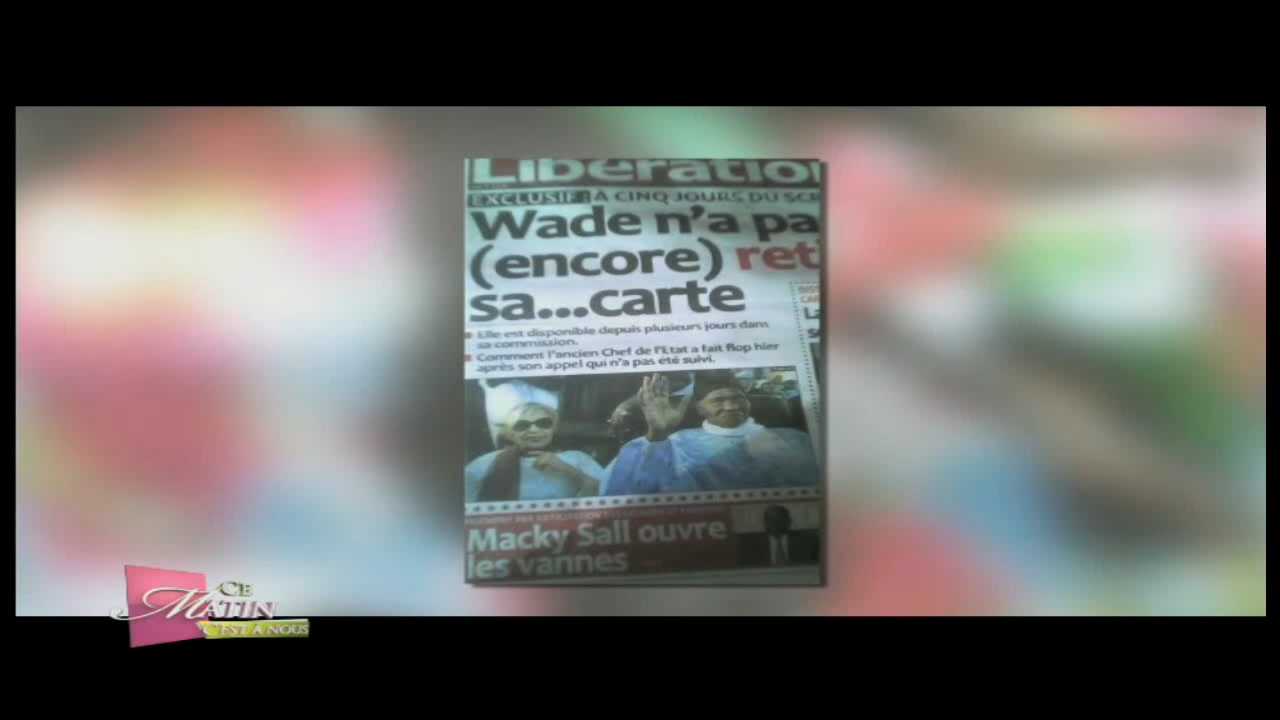 Libération
EXCLUSIF : À CINQ JOURS DU SCR
Wade n'a pa
(encore) reti
sa...carte
Elle est disponible depuis plusieurs jours dans
sa commission.
Comment l'ancien Chef de l'Etat a fait flop hier
après son appel qui n'a pas été suivi.
Macky Sall ouvre
les vannes
CE
MATIN
C'EST À NOUS